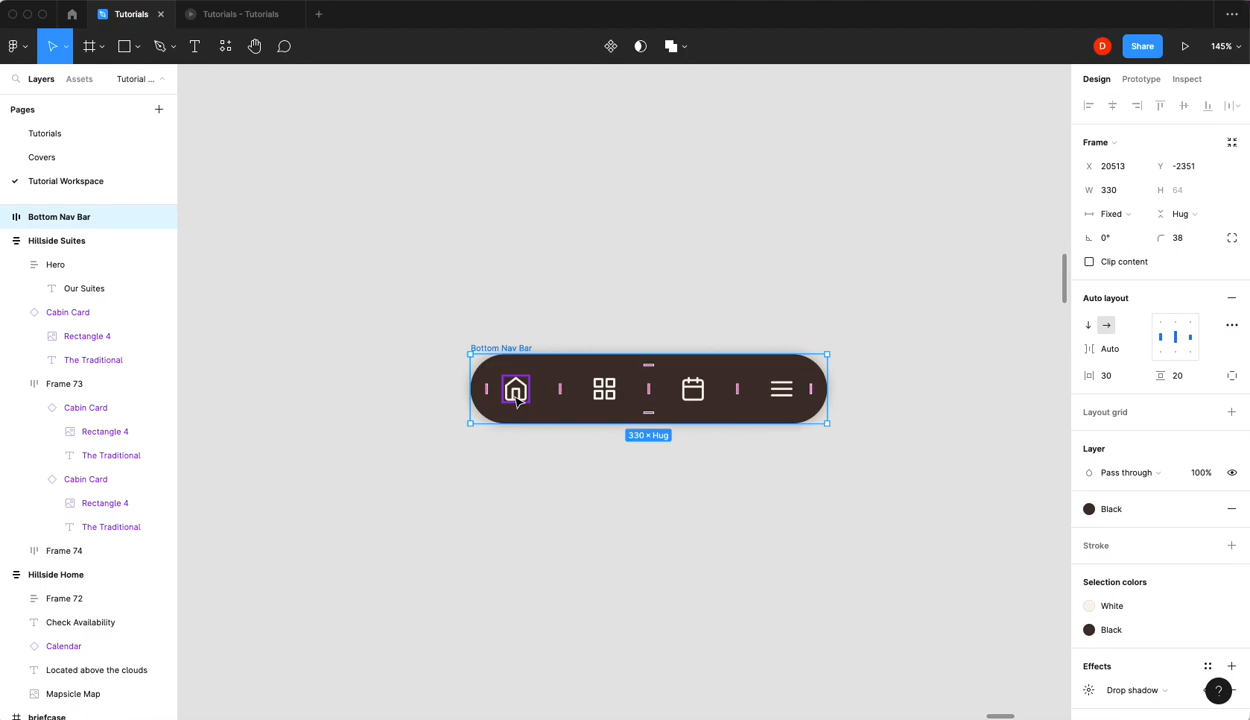 Tutorials
Tutorials - Tutorials
D
Share
145%
Layers
Assets
Tutorial ...
Pages
Tutorials
Covers
Tutorial Workspace
Bottom Nav Bar
Hillside Suites
Hero
Our Suites
Cabin Card
Rectangle 4
The Traditional
Frame 73
Cabin Card
Rectangle 4
The Traditional
Cabin Card
Rectangle 4
The Traditional
Frame 74
Hillside Home
Frame 72
Check Availability
Calendar
Located above the clouds
Mapsicle Map
briefcase
Bottom Nav Bar
330 × Hug
Design
Prototype
Inspect
Frame
X 20513
Y -2351
W 330
H 64
Fixed
Hug
0°
38
Clip content
Auto layout
Auto
30
20
Layout grid
Layer
Pass through
100%
Black
Stroke
Selection colors
White
Black
Effects
Drop shadow
?